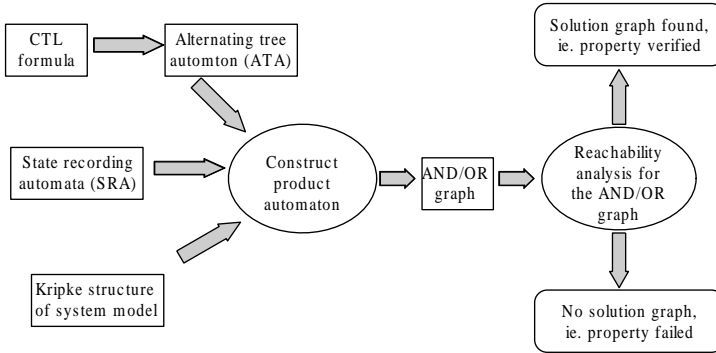 CTL
formula
Alternating tree
automton (ATA)
State recording
automata (SRA)
Kripke structure
of system model
Construct
product
automaton
AND/OR
graph
Reachability
analysis for
the AND/OR
graph
Solution graph found,
ie. property verified
No solution graph,
ie. property failed